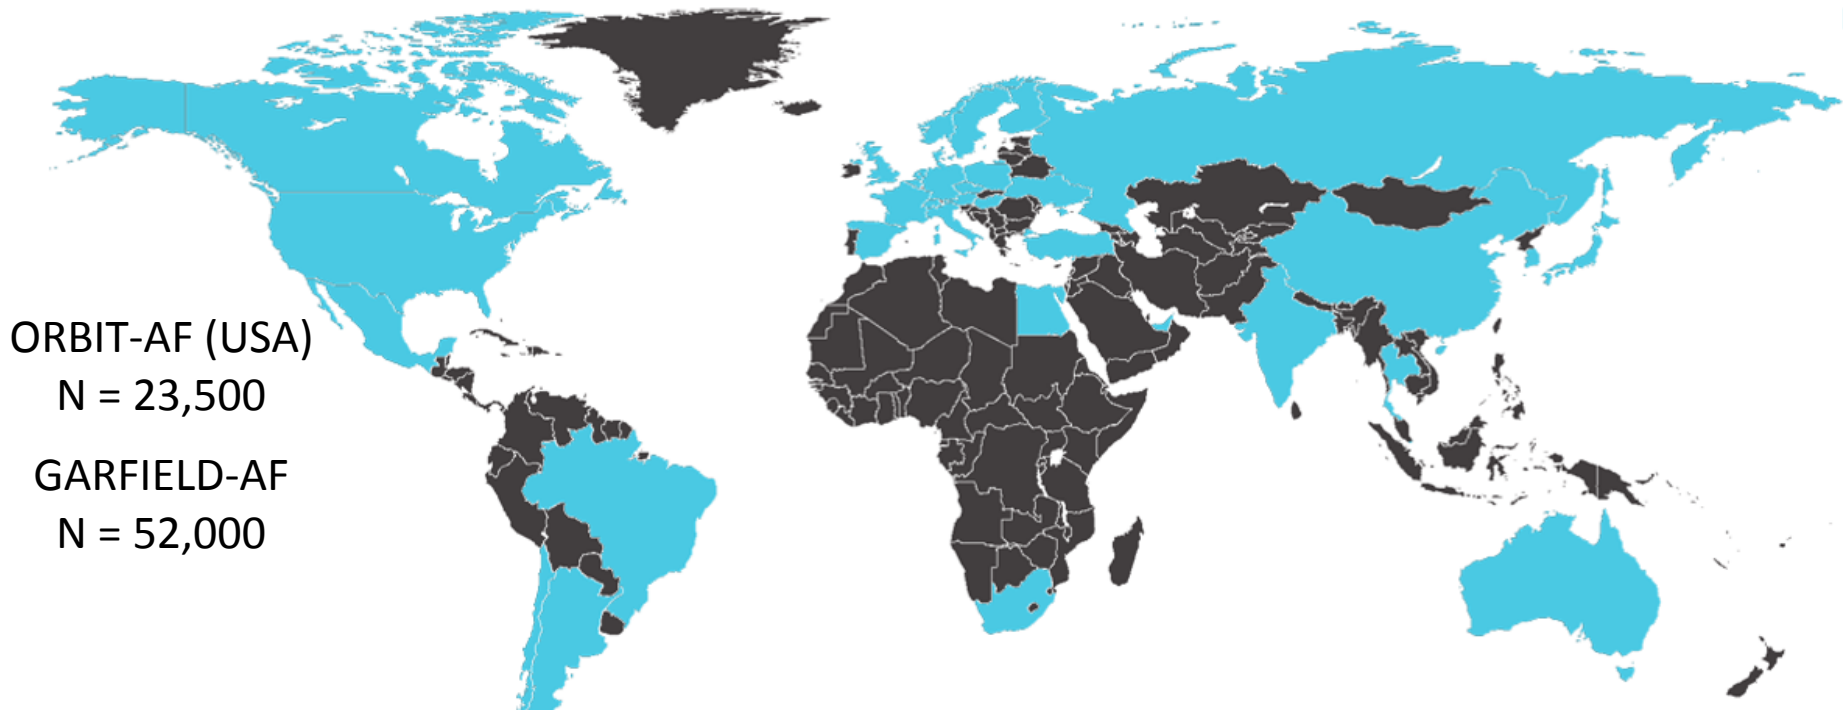 ORBIT-AF (USA)
N = 23,500
GARFIELD-AF
N = 52,000